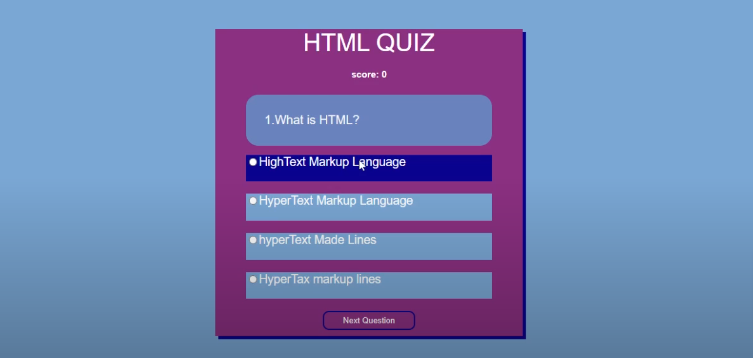 HTML QUIZ
score: 0
1.What is HTML?
HighText Markup Language
HyperText Markup Language
hyperText Made Lines
HyperTax markup lines
Next Question